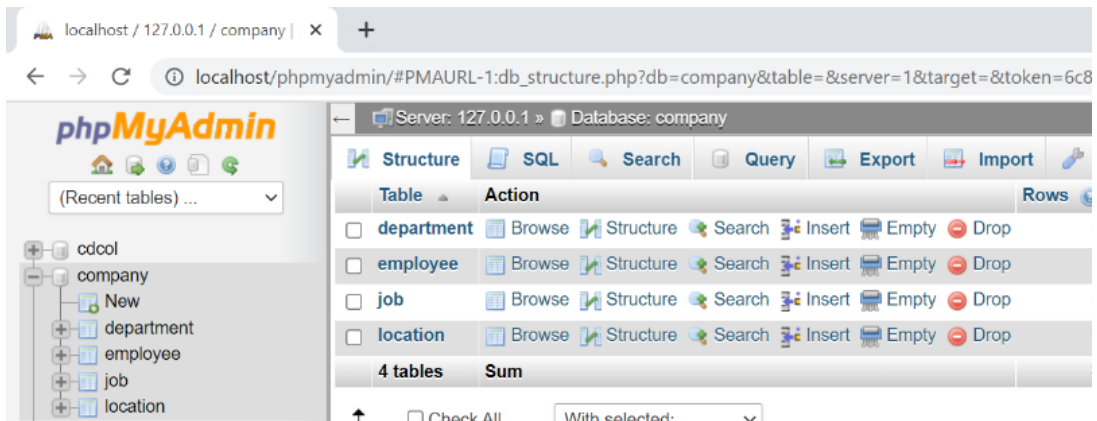 localhost / 127.0.0.1 / company |
localhost/phpmyadmin/#PMAURL-1:db_structure.php?db=company&table=&server=1&target=&token=6c8
phpMyAdmin
(Recent tables) ...
cdcol
company
New
department
employee
job
location
Server: 127.0.0.1 » Database: company
Structure SQL Search Query Export Import
Table Action Rows
department Browse Structure Search Insert Empty Drop
employee Browse Structure Search Insert Empty Drop
job Browse Structure Search Insert Empty Drop
location Browse Structure Search Insert Empty Drop
4 tables Sum
Check All With selected: